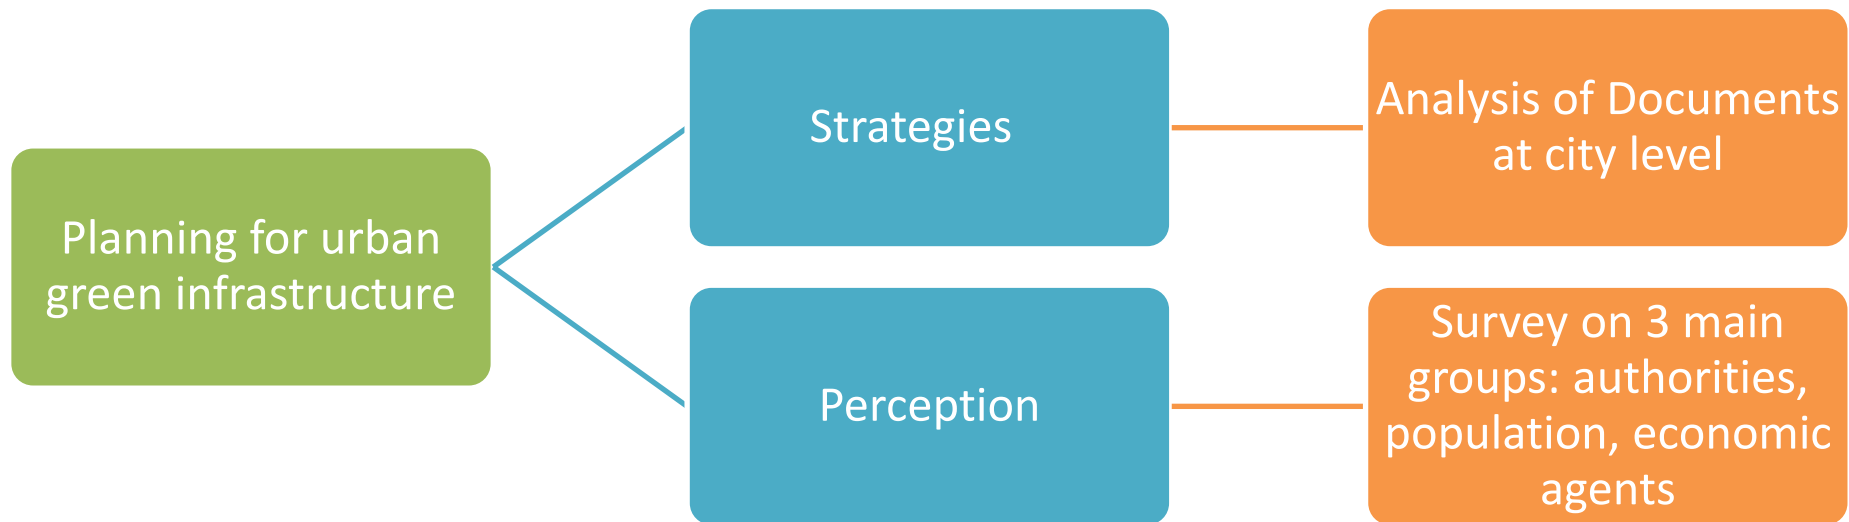 Planning for urban
green infrastructure
Strategies
Analysis of Documents
at city level
Perception
Survey on 3 main
groups: authorities,
population, economic
agents